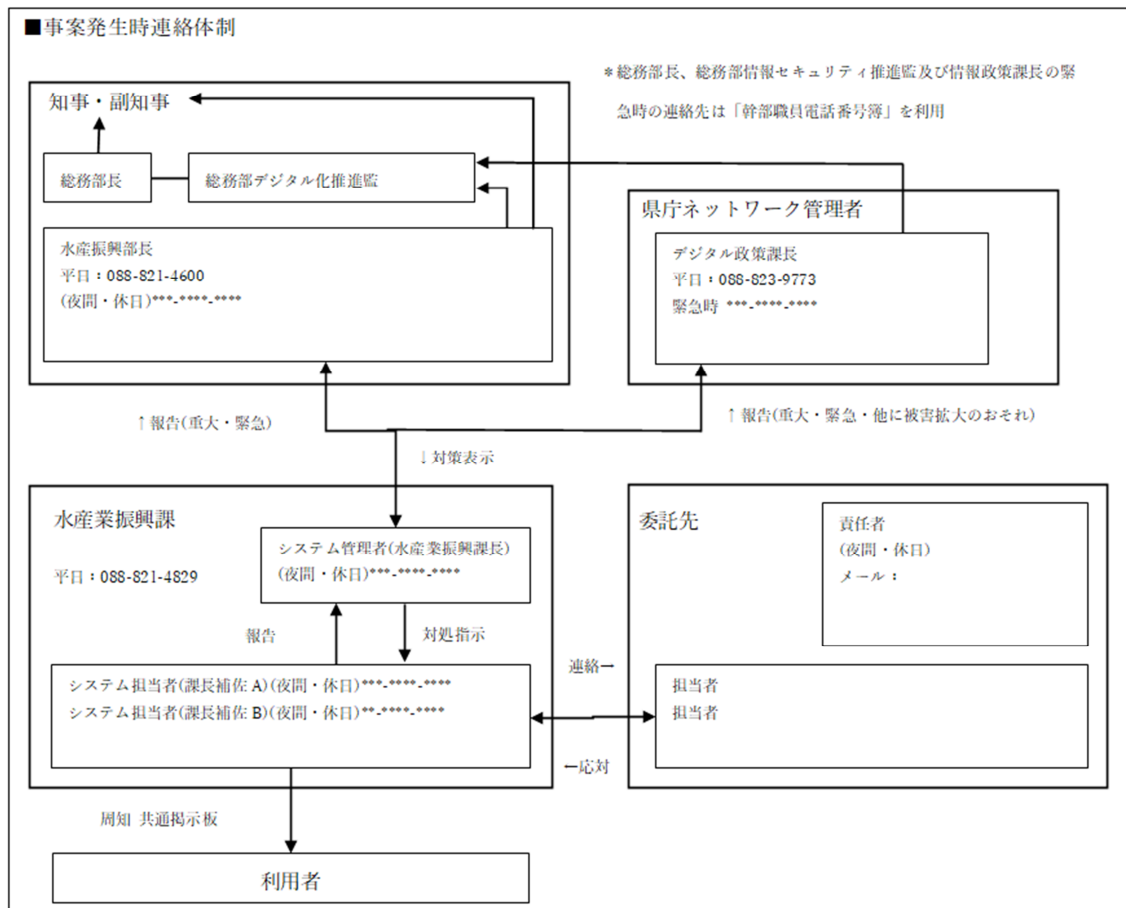 ■事案発生時連絡体制
*総務部長、総務部情報セキュリティ推進監及び情報政策課長の緊
急時の連絡先は「幹部職員電話番号簿」を利用
知事・副知事
総務部長
総務部デジタル化推進監
水産振興部長
平日：088-821-4600
(夜間・休日)***-****-****
県庁ネットワーク管理者
デジタル政策課長
平日：088-823-9773
緊急時 ***-****-****
↑報告(重大・緊急)
↑報告(重大・緊急・他に被害拡大のおそれ)
↓対策表示
水産業振興課
平日：088-821-4829
システム管理者(水産業振興課長)
(夜間・休日)***-****-****
報告
対処指示
システム担当者(課長補佐 A)(夜間・休日)***-****-****
システム担当者(課長補佐 B)(夜間・休日)**-****-****
連絡→
←応対
委託先
責任者
(夜間・休日)
メール：
担当者
担当者
周知 共通掲示板
利用者